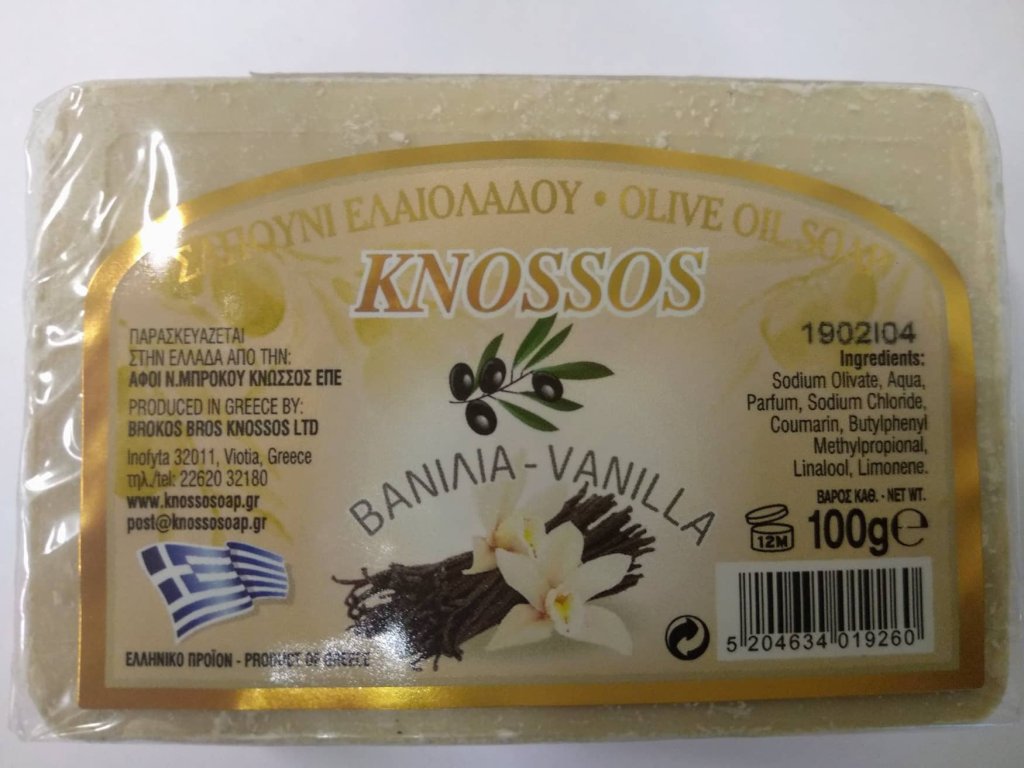 ΣΑΠΟΥΝΙ ΕΛΑΙΟΛΑΔΟΥ • OLIVE OIL SOAP
KNOSSOS
ΠΑΡΑΣΚΕΥΑΖΕΤΑΙ
ΣΤΗΝ ΕΛΛΑΔΑ ΑΠΟ ΤΗΝ:
ΑΦΟΙ Ν.ΜΠΡΟΚΟΥ ΚΝΩΣΣΟΣ ΕΠΕ
PRODUCED IN GREECE BY:
BROKOS BROS KNOSSOS LTD
Inofyta 32011, Viotia, Greece
τηλ./tel: 22620 32180
www.knossosoap.gr
post@knossosoap.gr
ΕΛΛΗΝΙΚΟ ΠΡΟΪΟΝ - PRODUCT OF GREECE
ΒΑΝΙΛΙΑ - VANILLA
1902I04
Ingredients:
Sodium Olivate, Aqua,
Parfum, Sodium Chloride,
Coumarin, Butylphenyl
Methylpropional,
Linalool, Limonene.
ΒΑΡΟΣ ΚΑΘ. - NET WT.
12M
100g℮
5 204634 019260